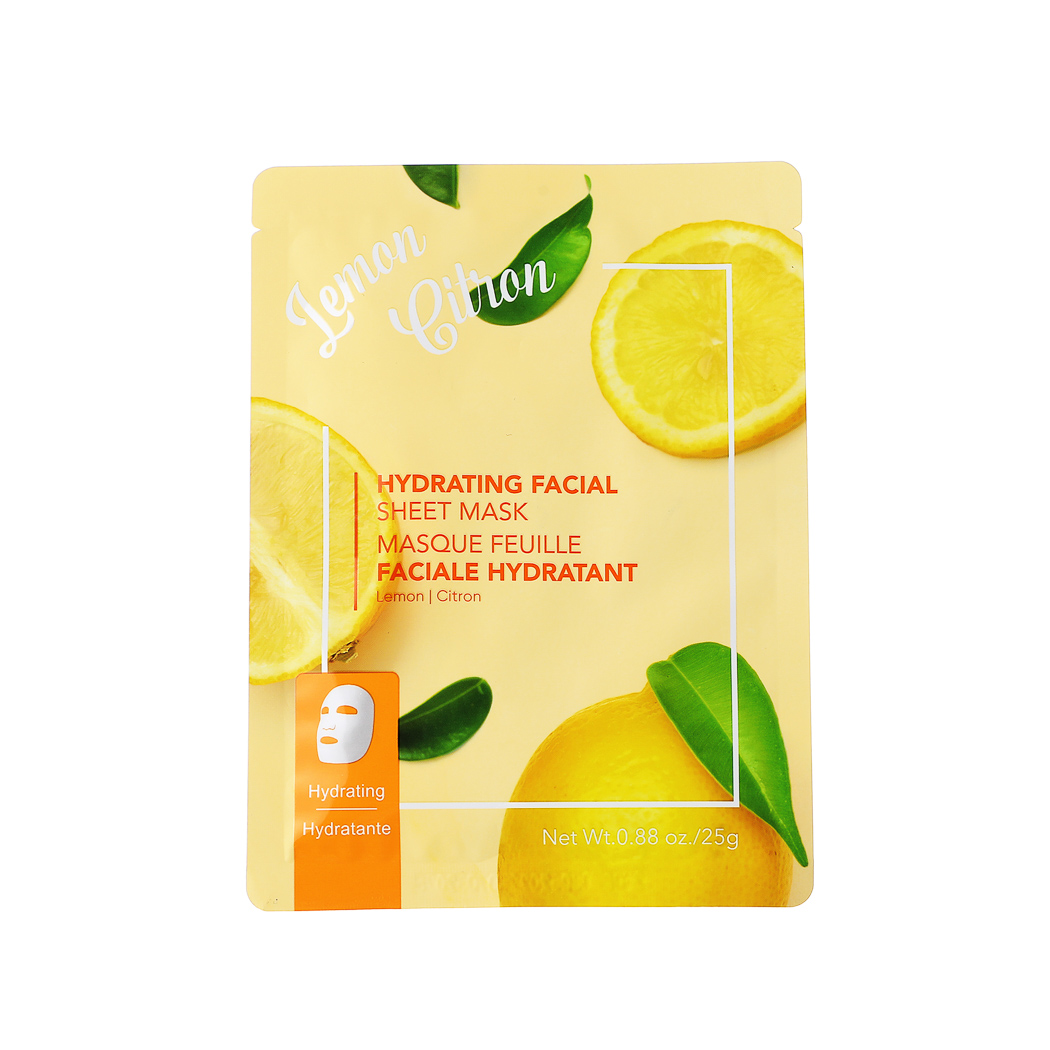 Lemon
Citron
HYDRATING FACIAL
SHEET MASK
MASQUE FEUILLE
FACIALE HYDRATANT
Lemon | Citron
Hydrating
Hydratante
Net Wt.0.88 oz./25g